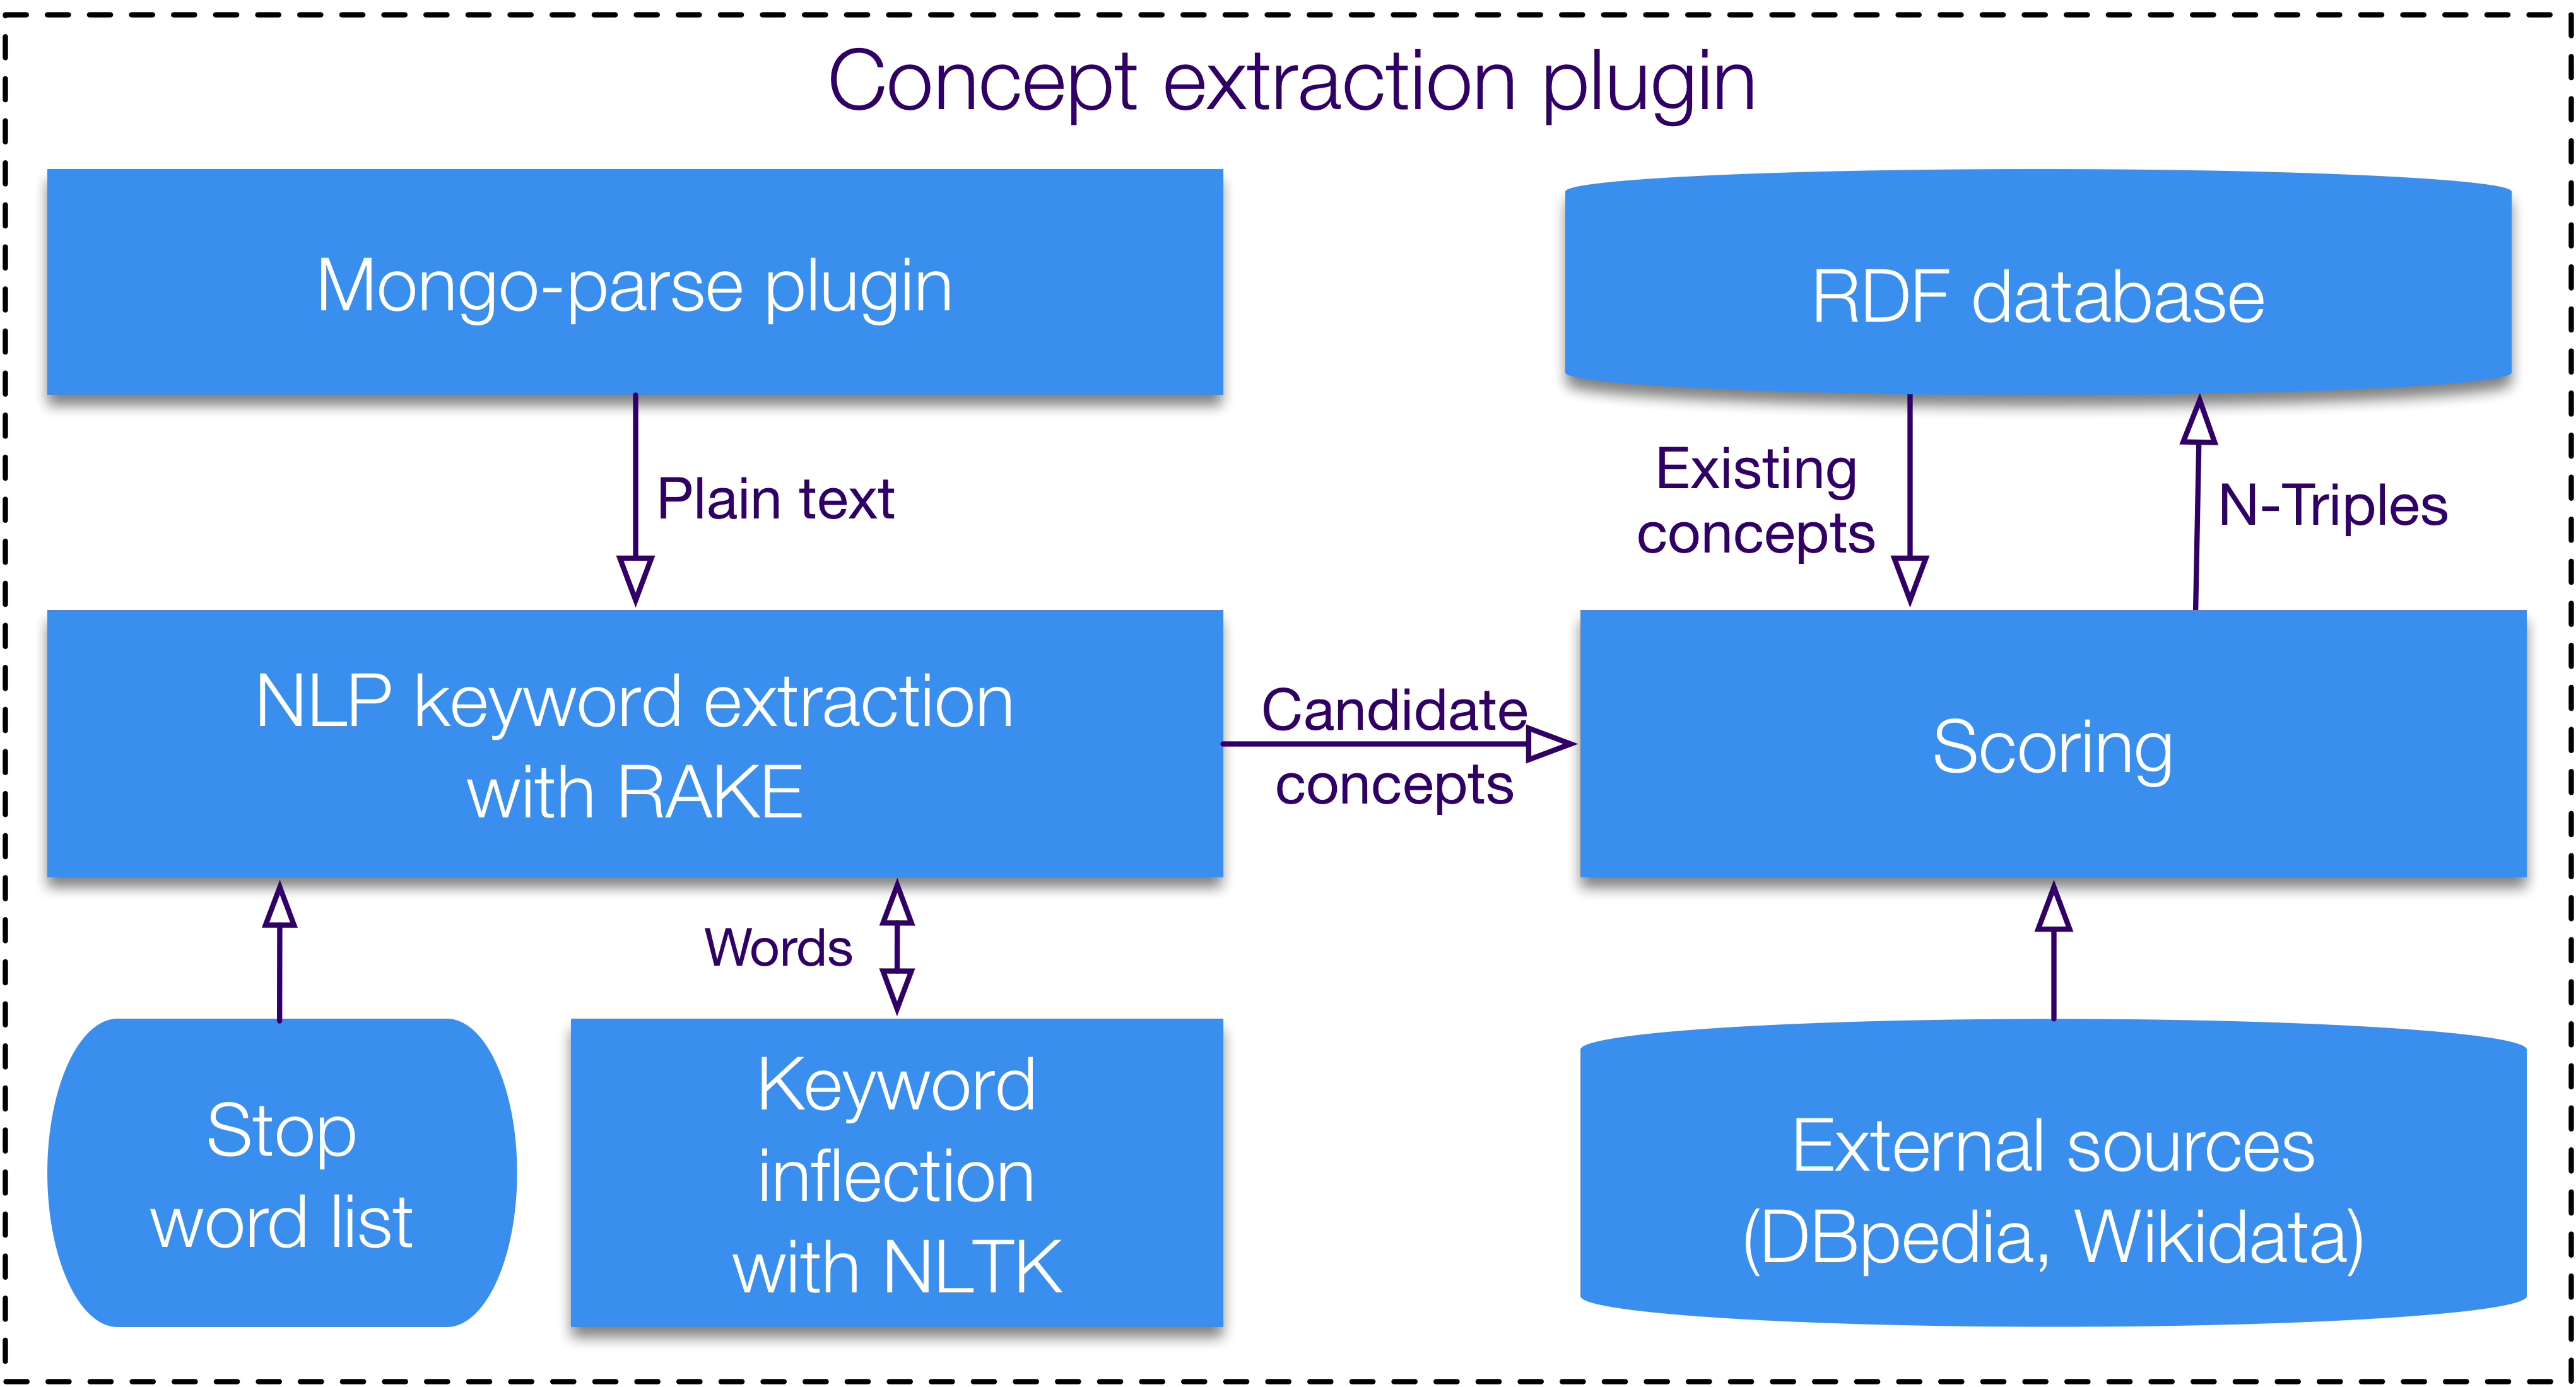 Concept extraction plugin
Mongo-parse plugin
RDF database
Plain text
Existing
concepts
N-Triples
NLP keyword extraction
with RAKE
Candidate
concepts
Scoring
Words
Stop
word list
Keyword
inflection
with NLTK
External sources
(DBpedia, Wikidata)